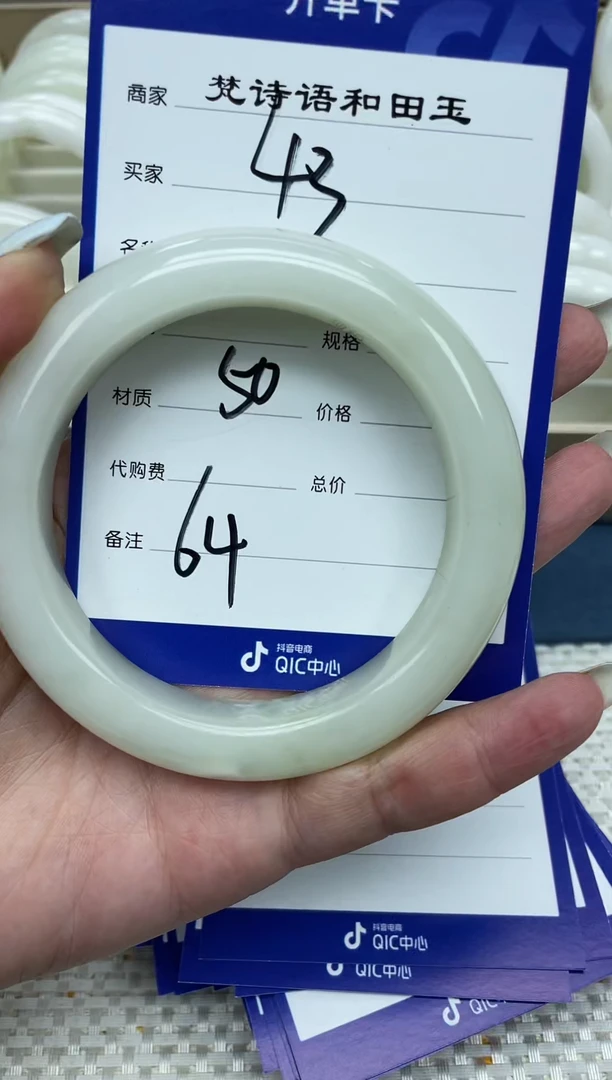 开单卡
商家 梵诗语和田玉
买家 43
规格
材质 50 价格
代购费 总价
备注 64
抖音电商
QIC中心
抖音电商
QIC中心
QIC中心
QIC